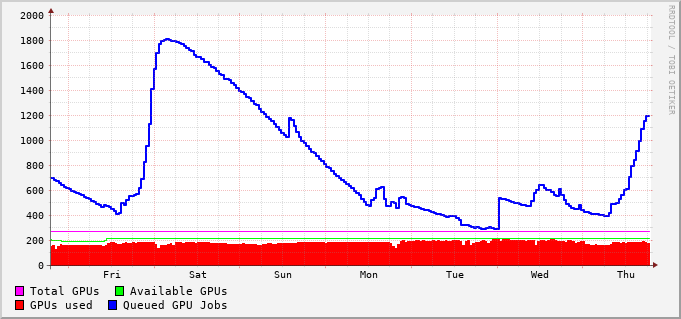 RRDTOOL / TOBI OETIKER
2000
1800
1600
1400
1200
1000
800
600
400
200
0
Fri Sat Sun Mon Tue Wed Thu
Total GPUs Available GPUs
GPUs used Queued GPU Jobs